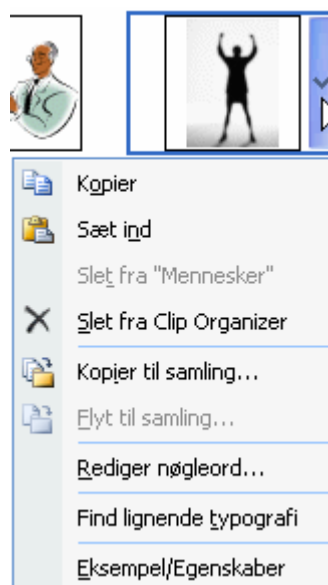 Kopier
Sæt ind
Slet fra "Mennesker"
Slet fra Clip Organizer
Kopier til samling...
Flyt til samling...
Rediger nøgleord...
Find lignende typografi
Eksempel/Egenskaber